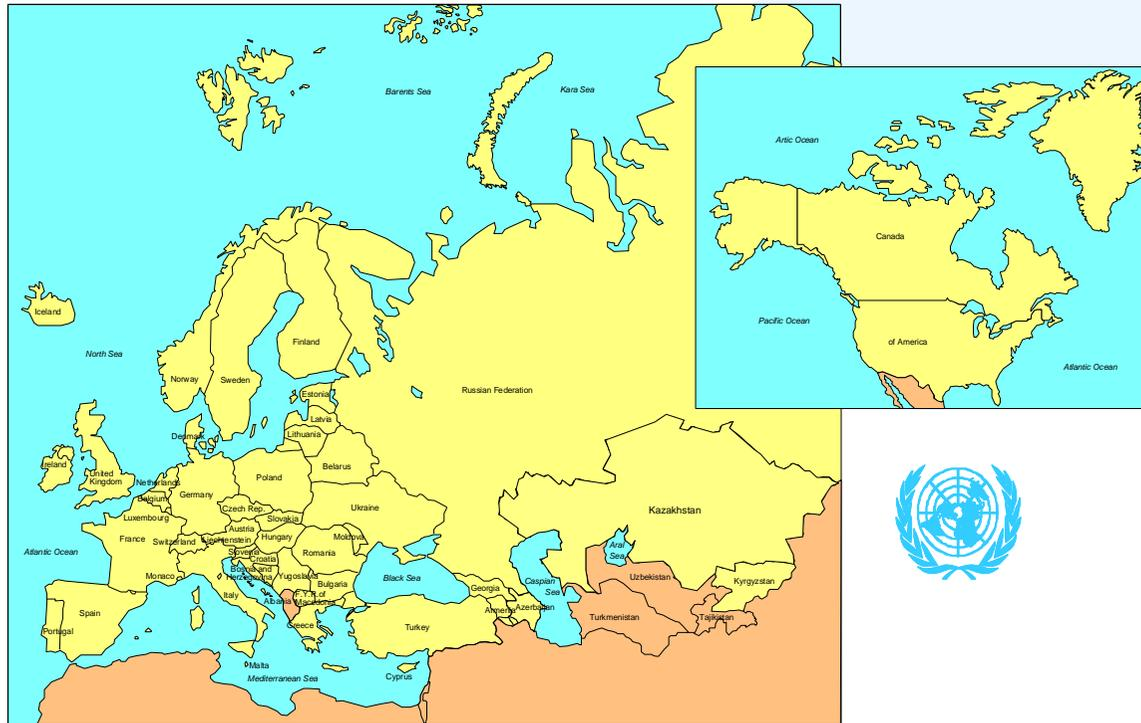 Barents Sea
Kara Sea
Artic Ocean
Canada
Iceland
Pacific Ocean
of America
North Sea
Finland
Atlantic Ocean
Norway
Sweden
Russian Federation
Estonia
Latvia
Denmark
Lithuania
Ireland
United
Kingdom
Belarus
Netherlands
Poland
Germany
Belgium
Czech Rep.
Ukraine
Kazakhstan
Luxembourg
Slovakia
Austria
France
Switzerland
Liechtenstein
Hungary
Moldova
Atlantic Ocean
Slovenia
Romania
Aral
Sea
Croatia
Bosnia and
Herzegovina
Monaco
Yugoslavia
Black Sea
Uzbekistan
Kyrgyzstan
Bulgaria
Caspian
Sea
Georgia
Italy
Albania
F.Y.R.of
Macedonia
Spain
Armenia
Azerbaijan
Turkmenistan
Tajikistan
Portugal
Greece
Turkey
Malta
Mediterranean Sea
Cyprus